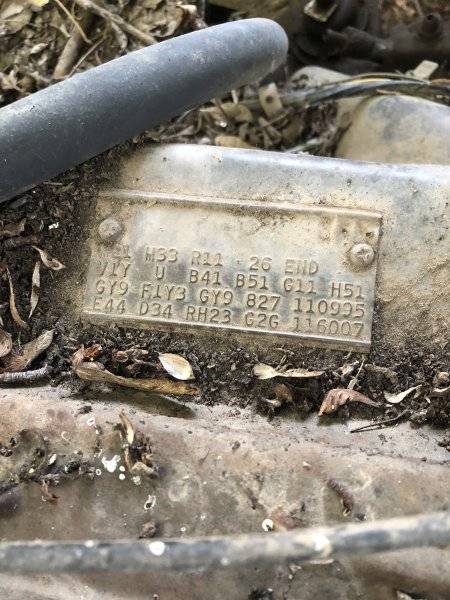 M33 R11 26 END
V1Y U B41 B51 G11 H51
GY9 F1Y3 GY9 827 110995
E44 D34 RH23 G2G 116007